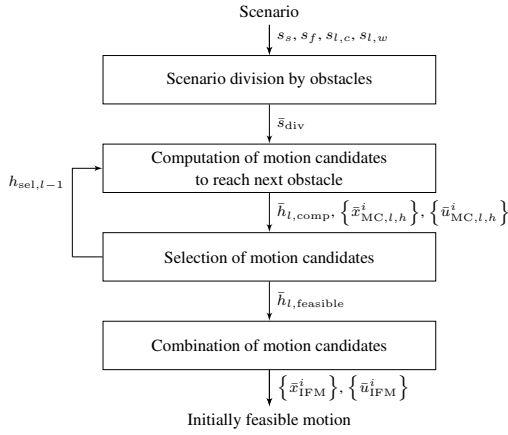 Scenario
s_s, s_f, s_{l,c}, s_{l,w}
Scenario division by obstacles
s̄_div
Computation of motion candidates
to reach next obstacle
h_{sel,l−1}
h̄_{l,comp}, {x̄^i_{MC,l,h}}, {ū^i_{MC,l,h}}
Selection of motion candidates
h̄_{l,feasible}
Combination of motion candidates
{x̄^i_{IFM}}, {ū^i_{IFM}}
Initially feasible motion